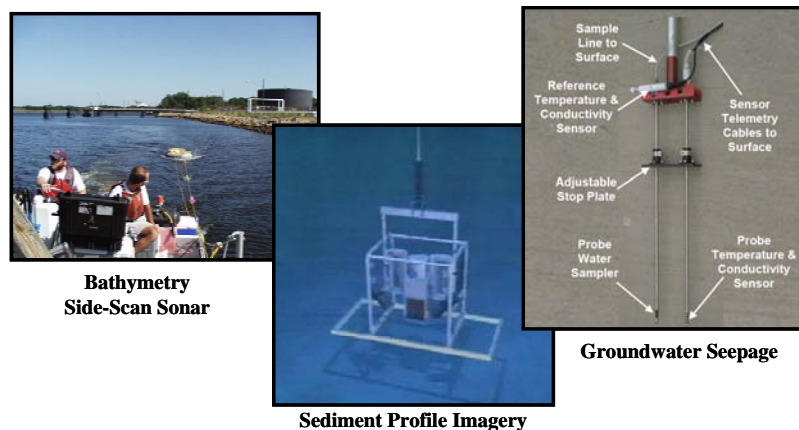 Sample
Line to
Surface
Reference
Temperature &
Conductivity
Sensor
Sensor
Telemetry
Cables to
Surface
Adjustable
Stop Plate
Probe
Water
Sampler
Probe
Temperature &
Conductivity
Sensor
Bathymetry
Side-Scan Sonar
Groundwater Seepage
Sediment Profile Imagery